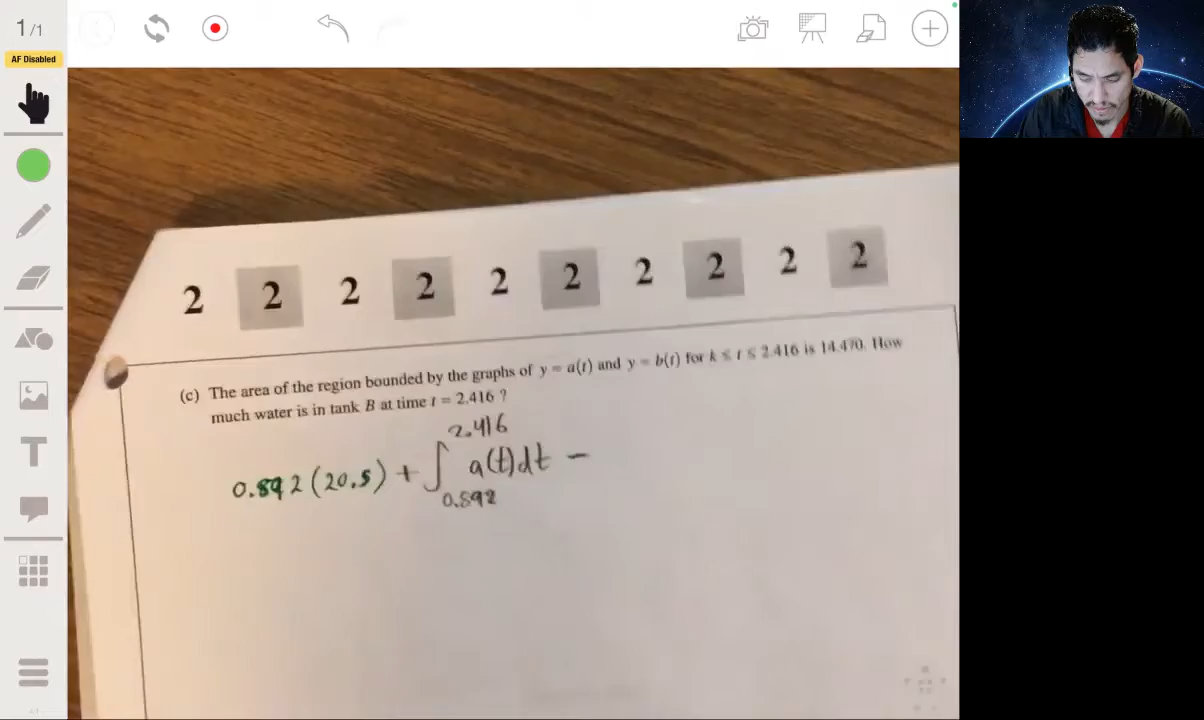 1/1
AF Disabled
2 2 2 2 2 2 2 2 2 2
(c) The area of the region bounded by the graphs of y = a(t) and y = b(t) for k ≤ t ≤ 2.416 is 14.470. How
much water is in tank B at time t = 2.416 ?
0.892(20.5) + ∫_{0.892}^{2.416} a(t)dt −
T